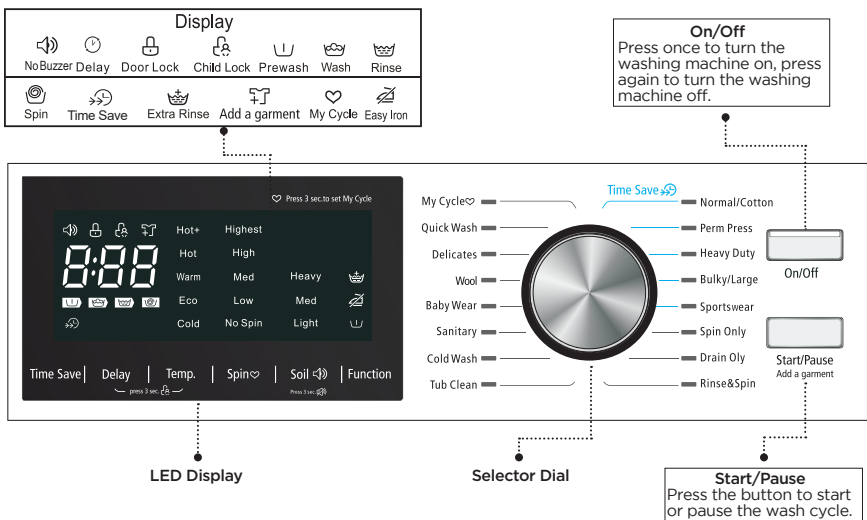 Display
No Buzzer Delay Door Lock Child Lock Prewash Wash Rinse
Spin Time Save Extra Rinse Add a garment My Cycle Easy Iron
On/Off
Press once to turn the
washing machine on, press
again to turn the washing
machine off.
Press 3 sec.to set My Cycle
Hot+ Highest
8:88 Hot High
Warm Med Heavy
Eco Low Med
Cold No Spin Light
Time Save Delay Temp. Spin Soil Function
press 3 sec.
Press 3 sec.
My Cycle
Quick Wash
Delicates
Wool
Baby Wear
Sanitary
Cold Wash
Tub Clean
Time Save
Normal/Cotton
Perm Press
Heavy Duty
Bulky/Large
Sportswear
Spin Only
Drain Oly
Rinse&Spin
On/Off
Start/Pause
Add a garment
LED Display
Selector Dial
Start/Pause
Press the button to start
or pause the wash cycle.